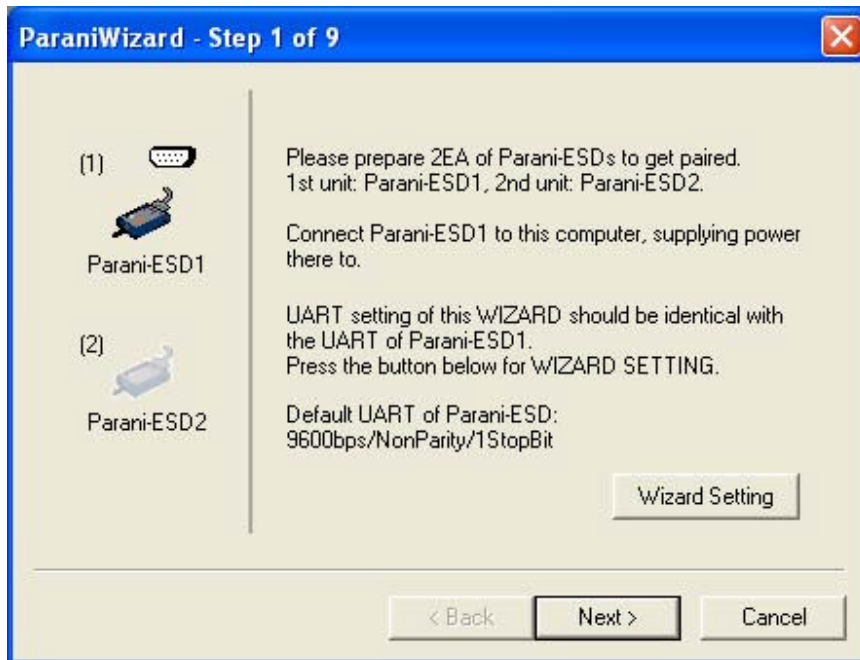 ParaniWizard - Step 1 of 9
(1)
Parani-ESD1
(2)
Parani-ESD2
Please prepare 2EA of Parani-ESDs to get paired.
1st unit: Parani-ESD1, 2nd unit: Parani-ESD2.
Connect Parani-ESD1 to this computer, supplying power
there to.
UART setting of this WIZARD should be identical with
the UART of Parani-ESD1.
Press the button below for WIZARD SETTING.
Default UART of Parani-ESD:
9600bps/NonParity/1StopBit
Wizard Setting
< Back
Next >
Cancel